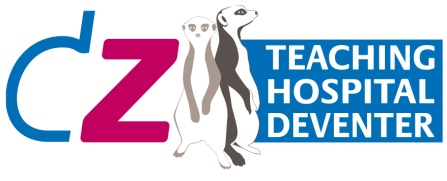 dZ
TEACHING
HOSPITAL
DEVENTER